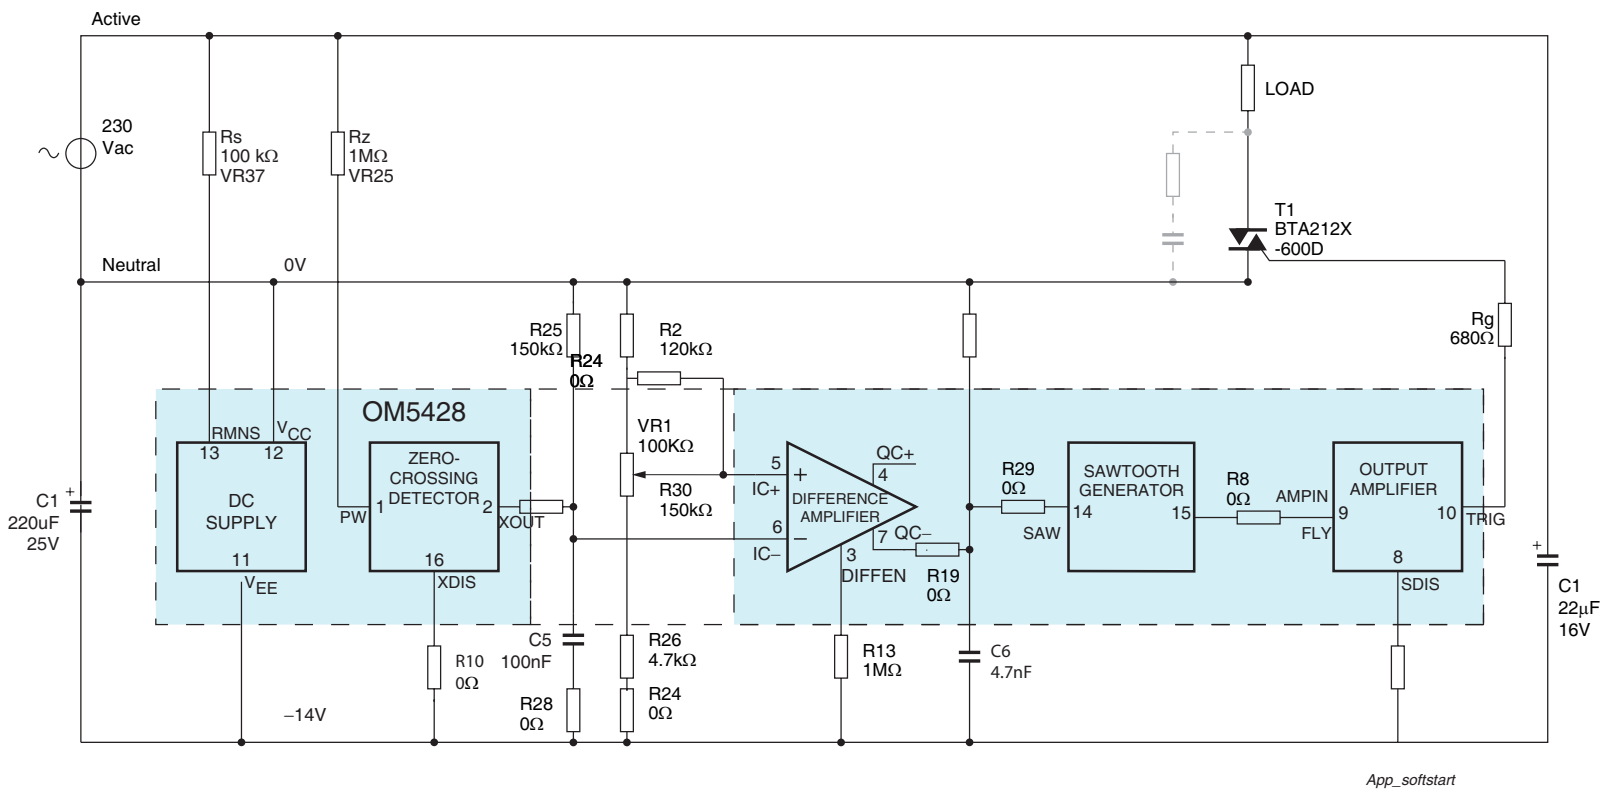 Active
230
Vac
Rs
100 kΩ
VR37
Rz
1MΩ
VR25
LOAD
T1
BTA212X
-600D
Neutral
0V
Rg
680Ω
R25
150kΩ
R24
0Ω
R2
120kΩ
OM5428
RMNS
VCC
13
12
DC
SUPPLY
11
VEE
ZERO-
CROSSING
DETECTOR
1
2
PW
XOUT
16
XDIS
VR1
100KΩ
R30
150kΩ
5
IC+
6
IC−
+
−
DIFFERENCE
AMPLIFIER
QC+
4
7
QC−
3
DIFFEN
R19
0Ω
R29
0Ω
SAW
SAWTOOTH
GENERATOR
14
15
R8
0Ω
AMPIN
FLY
OUTPUT
AMPLIFIER
9
10
TRIG
8
SDIS
C1
+
220uF
25V
+
C1
22µF
16V
R10
0Ω
C5
100nF
R28
0Ω
R26
4.7kΩ
R24
0Ω
R13
1MΩ
C6
4.7nF
−14V
App_softstart